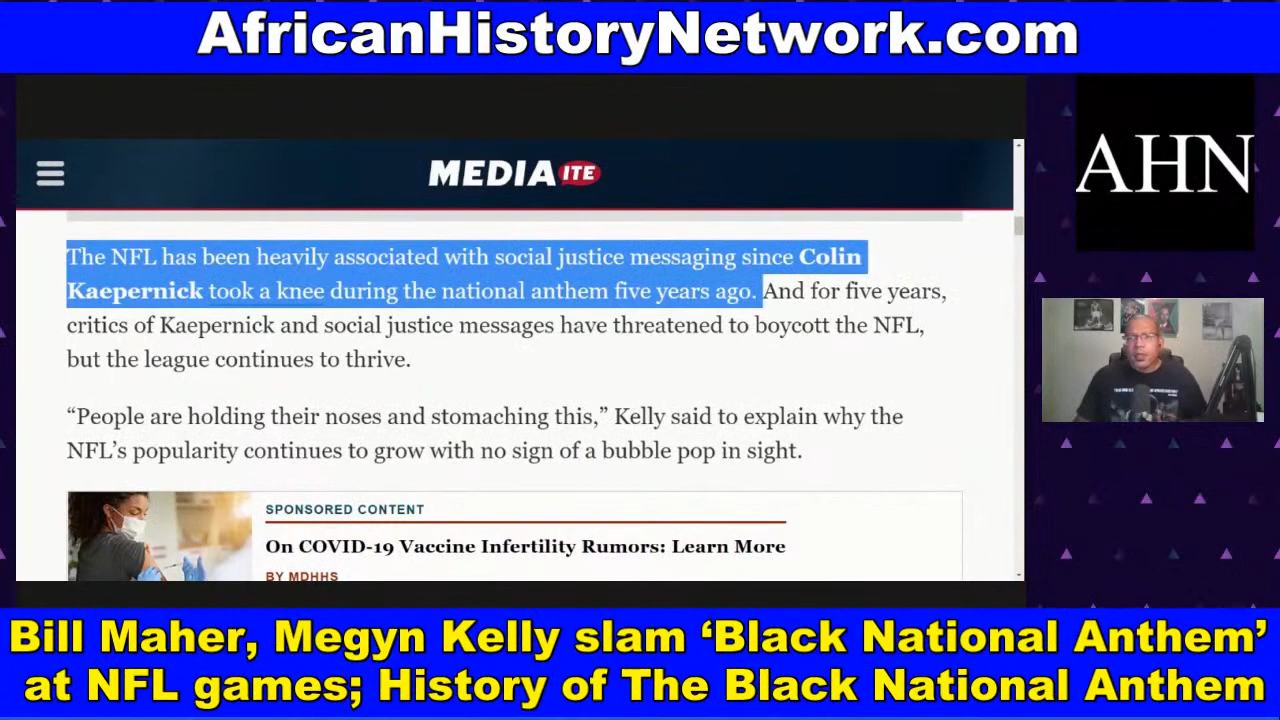 AfricanHistoryNetwork.com
AHN
MEDIAITE
The NFL has been heavily associated with social justice messaging since Colin
Kaepernick took a knee during the national anthem five years ago. And for five years,
critics of Kaepernick and social justice messages have threatened to boycott the NFL,
but the league continues to thrive.
“People are holding their noses and stomaching this,” Kelly said to explain why the
NFL’s popularity continues to grow with no sign of a bubble pop in sight.
SPONSORED CONTENT
On COVID-19 Vaccine Infertility Rumors: Learn More
BY MDHHS
Bill Maher, Megyn Kelly slam ‘Black National Anthem’
at NFL games; History of The Black National Anthem